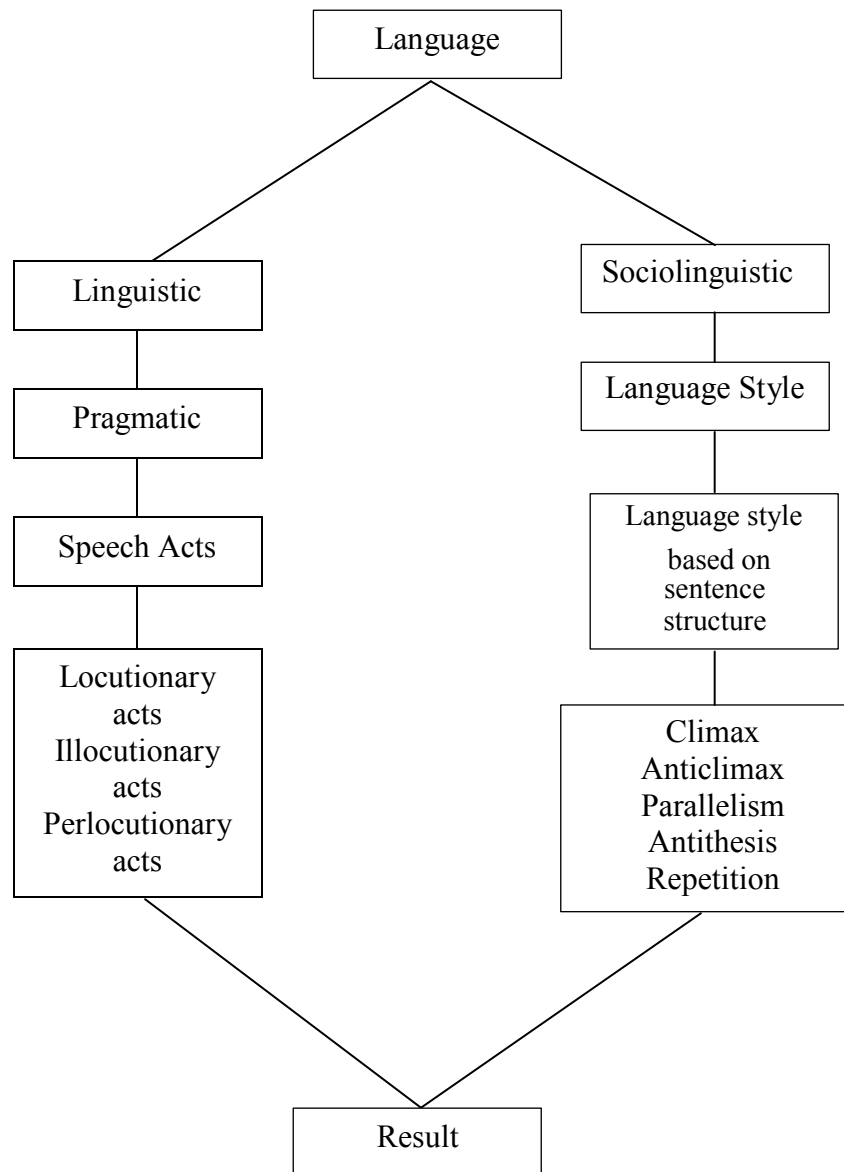 Language
Linguistic
Pragmatic
Speech Acts
Locutionary
acts
Illocutionary
acts
Perlocutionary
acts
Sociolinguistic
Language Style
Language style
based on
sentence
structure
Climax
Anticlimax
Parallelism
Antithesis
Repetition
Result